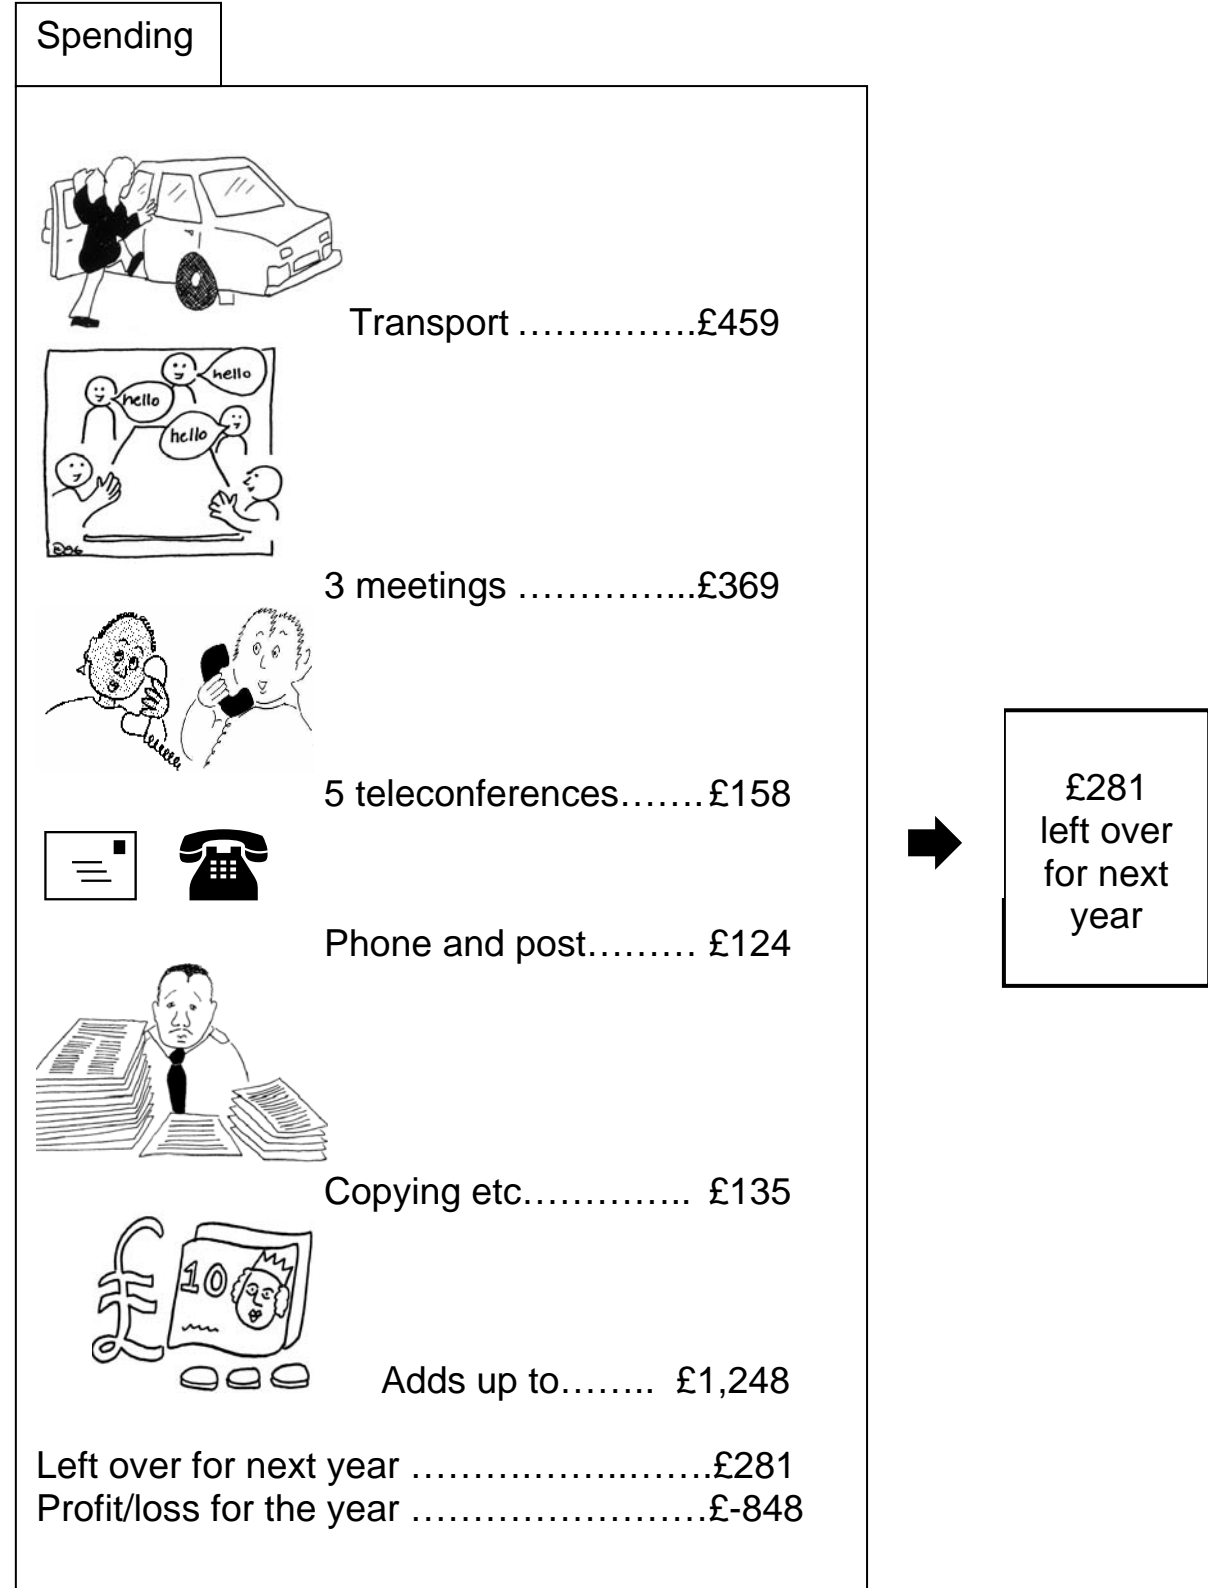 Spending
Transport ……..…….£459
hello
hello
hello
3 meetings …………...£369
5 teleconferences…….£158
Phone and post……… £124
Copying etc………….. £135
10
Adds up to…….. £1,248
Left over for next year ……………..…….£281
Profit/loss for the year ……………………£-848
£281
left over
for next
year